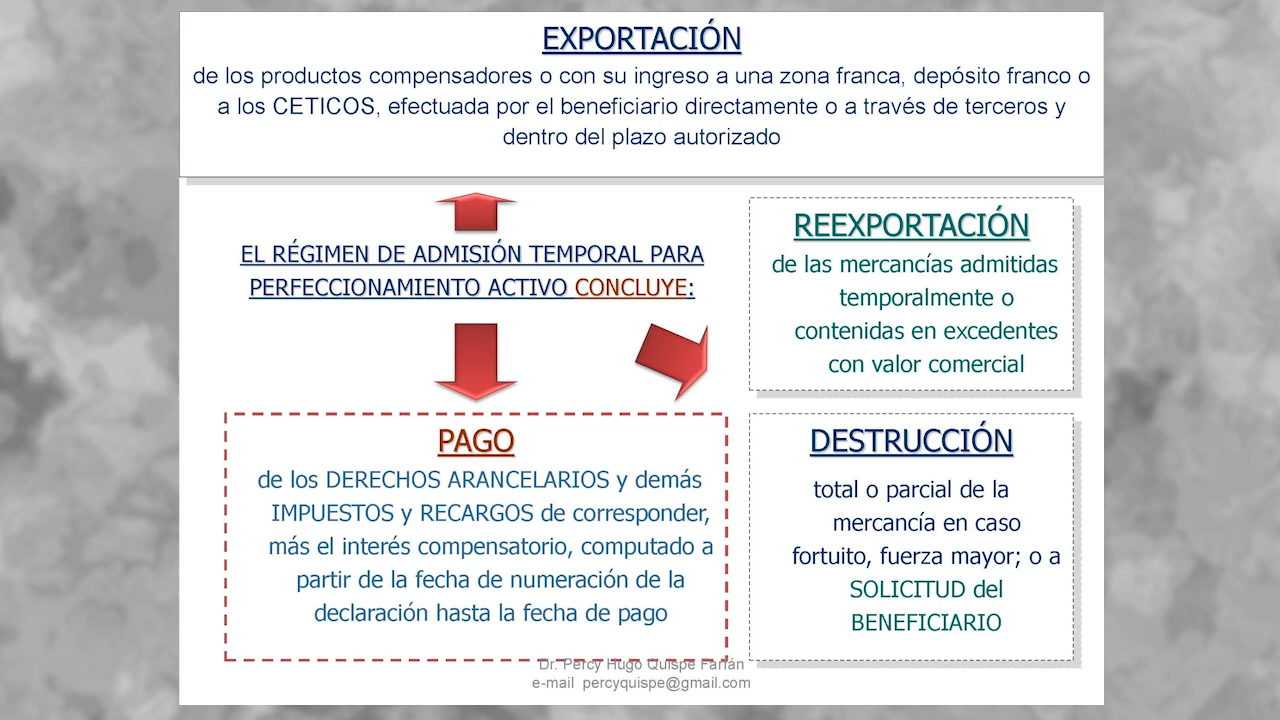 EXPORTACIÓN
de los productos compensadores o con su ingreso a una zona franca, depósito franco o
a los CETICOS, efectuada por el beneficiario directamente o a través de terceros y
dentro del plazo autorizado
EL RÉGIMEN DE ADMISIÓN TEMPORAL PARA
PERFECCIONAMIENTO ACTIVO CONCLUYE:
REEXPORTACIÓN
de las mercancías admitidas
temporalmente o
contenidas en excedentes
con valor comercial
PAGO
de los DERECHOS ARANCELARIOS y demás
IMPUESTOS y RECARGOS de corresponder,
más el interés compensatorio, computado a
partir de la fecha de numeración de la
declaración hasta la fecha de pago
DESTRUCCIÓN
total o parcial de la
mercancía en caso
fortuito, fuerza mayor; o a
SOLICITUD del
BENEFICIARIO
Dr. Percy Hugo Quispe Farfán
e-mail percyquispe@gmail.com